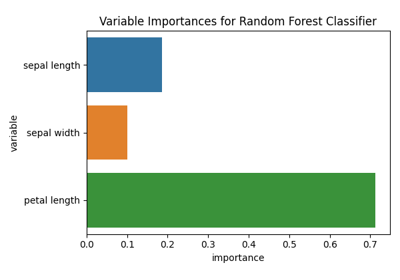 Variable Importances for Random Forest Classifier
sepal length
sepal width
petal length
variable
0.0 0.1 0.2 0.3 0.4 0.5 0.6 0.7
importance